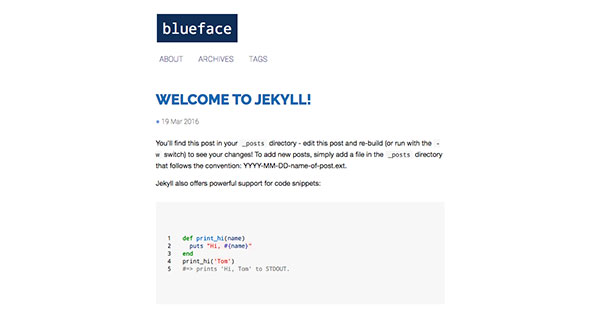 blueface
ABOUT ARCHIVES TAGS
WELCOME TO JEKYLL!
19 Mar 2016
You'll find this post in your _posts directory - edit this post and re-build (or run with the -
w switch) to see your changes! To add new posts, simply add a file in the _posts directory
that follows the convention: YYYY-MM-DD-name-of-post.ext.
Jekyll also offers powerful support for code snippets:
1 def print_hi(name)
2 puts "Hi, #{name}"
3 end
4 print_hi('Tom')
5 #=> prints 'Hi, Tom' to STDOUT.